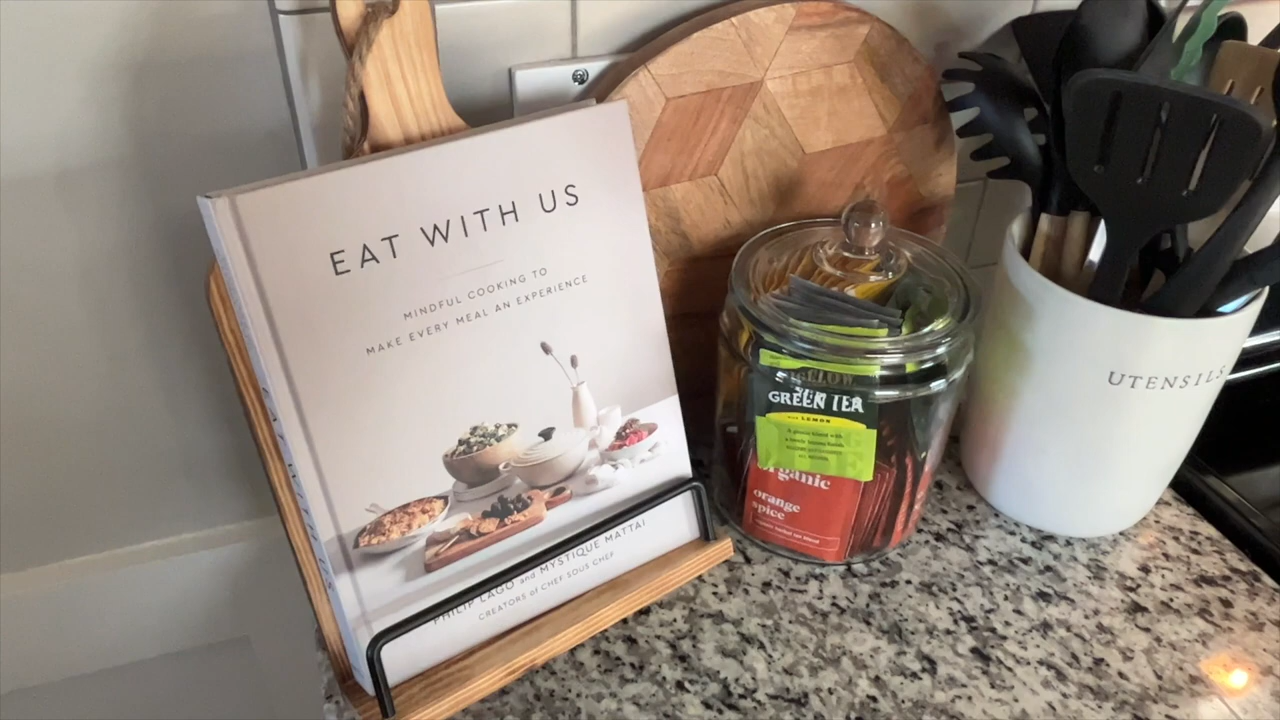 EAT WITH US
MINDFUL COOKING TO
MAKE EVERY MEAL AN EXPERIENCE
PHILIP LAGO and MYSTIQUE MATTAI
CREATORS of CHEF SOUS CHEF
GREEN TEA
LEMON
organic
orange
spice
UTENSILS